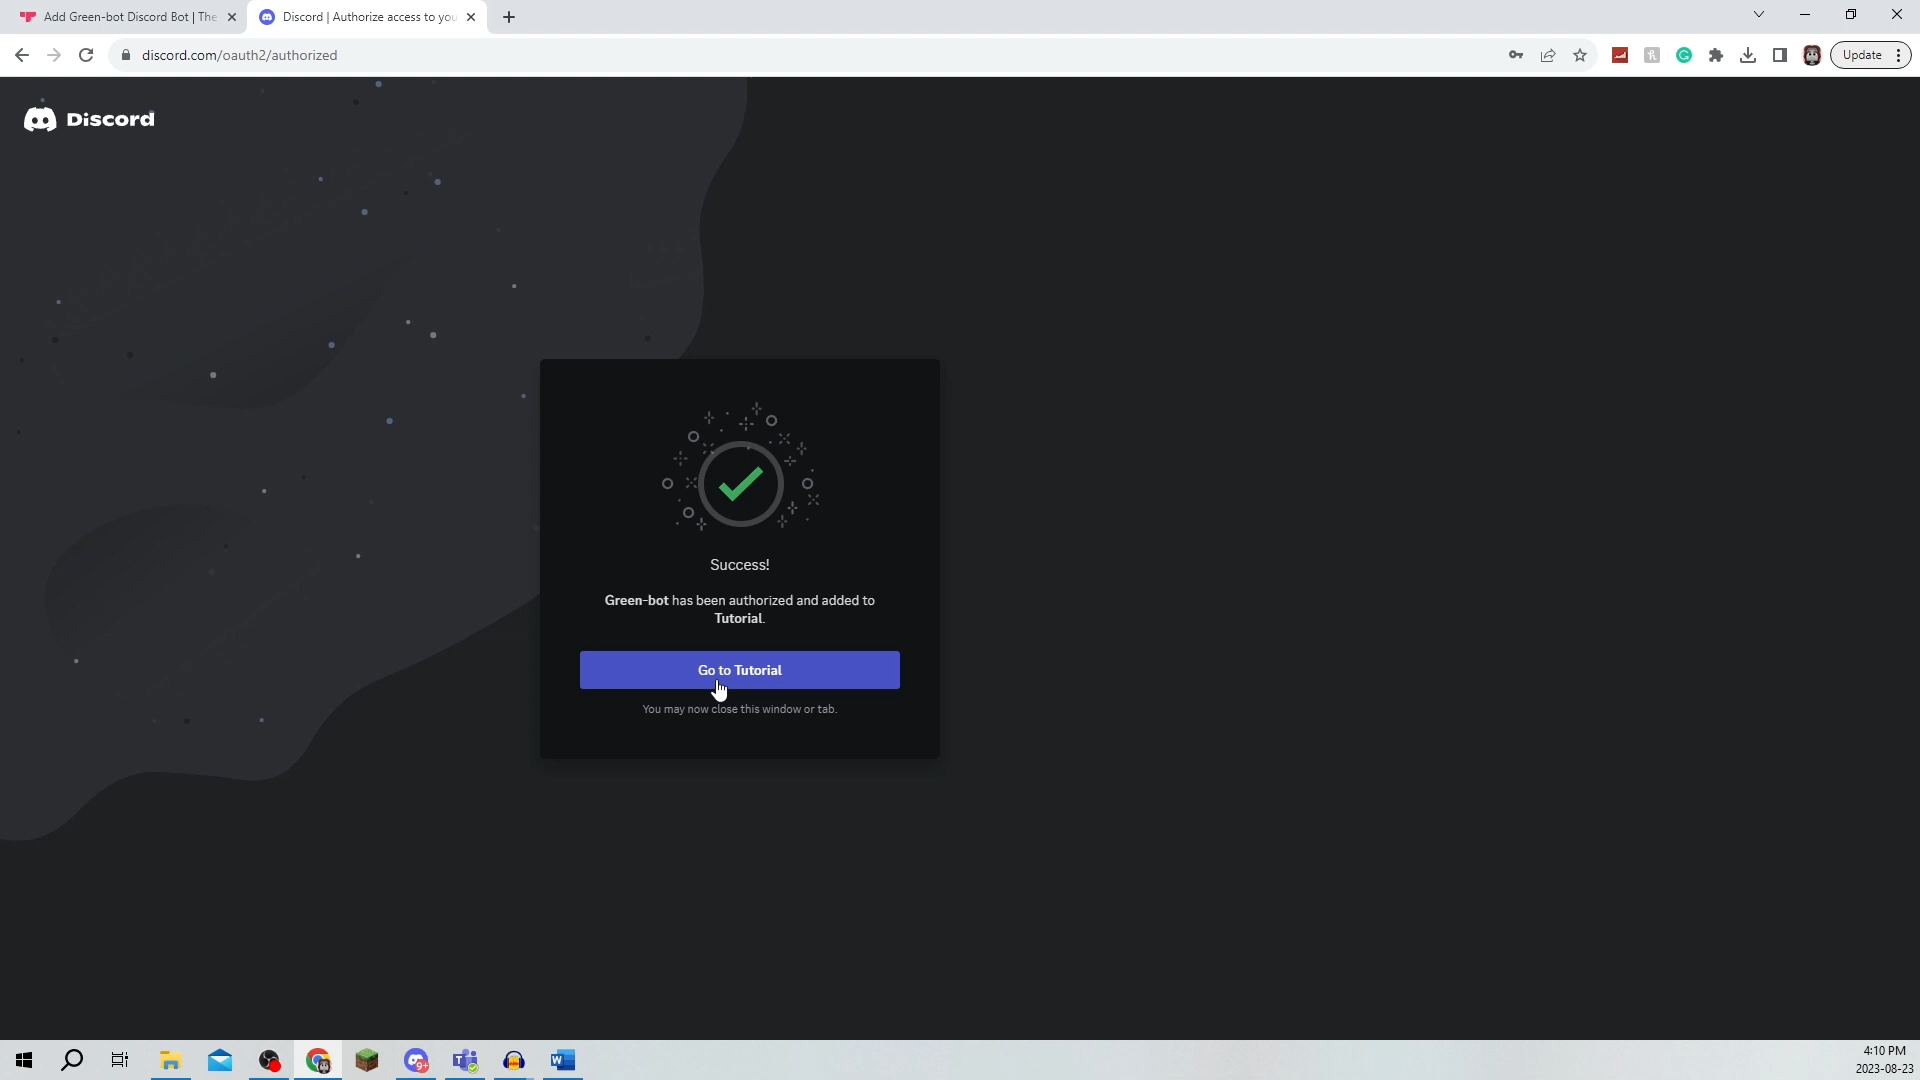 Add Green-bot Discord Bot | The
Discord | Authorize access to you
discord.com/oauth2/authorized
Update
Discord
Success!
Green-bot has been authorized and added to
Tutorial.
Go to Tutorial
You may now close this window or tab.
9+
4:10 PM
2023-08-23